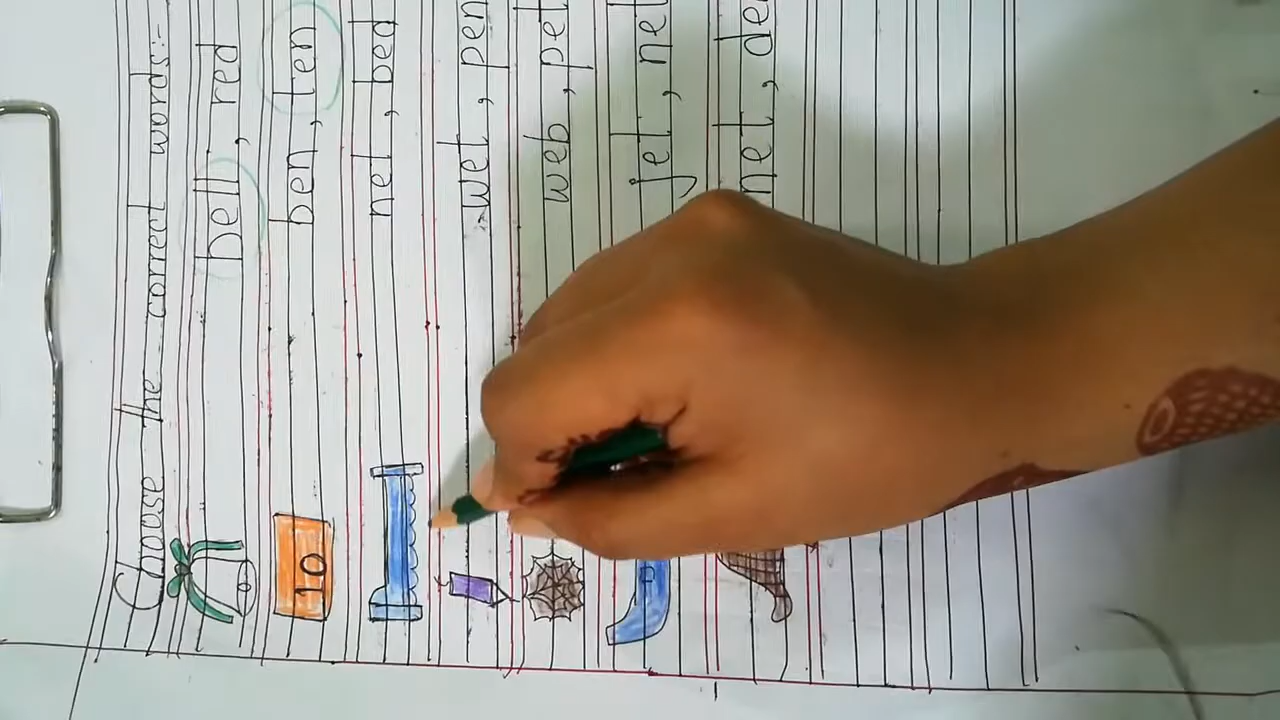 Choose the correct words:-
bell, red
10 ben, ten
net, bed
wet, pen
web, pet
jet, net
net, de